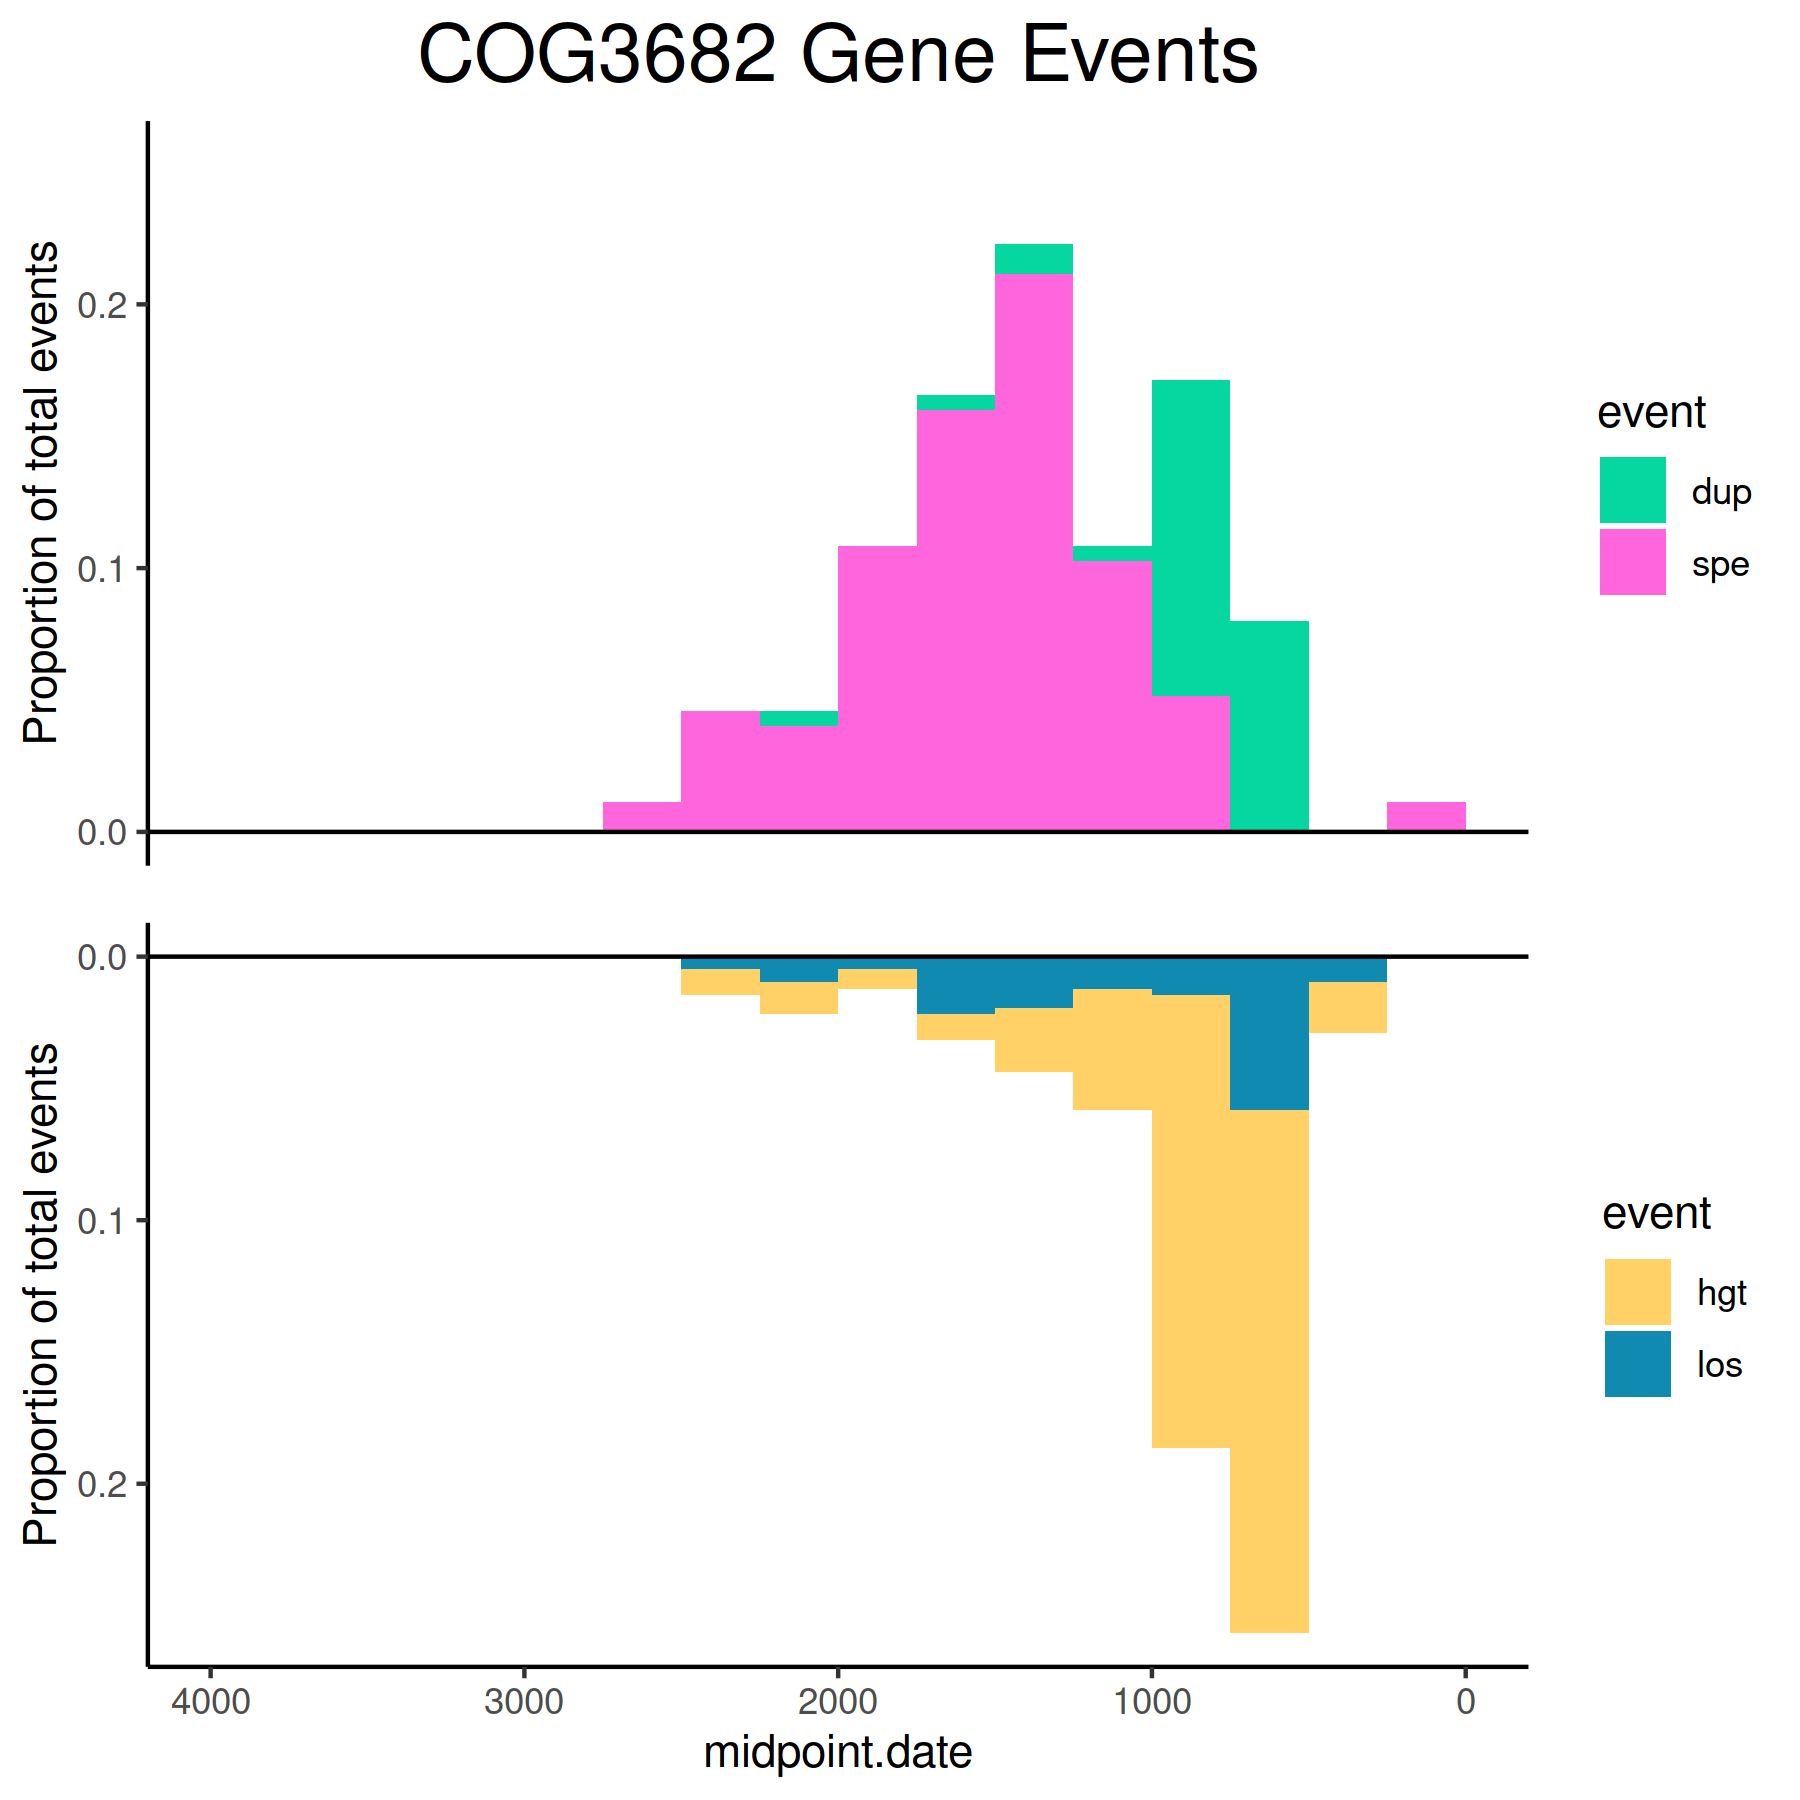 COG3682 Gene Events
Proportion of total events
0.2
0.1
0.0
event
dup
spe
Proportion of total events
0.0
0.1
0.2
event
hgt
los
4000 3000 2000 1000 0
midpoint.date